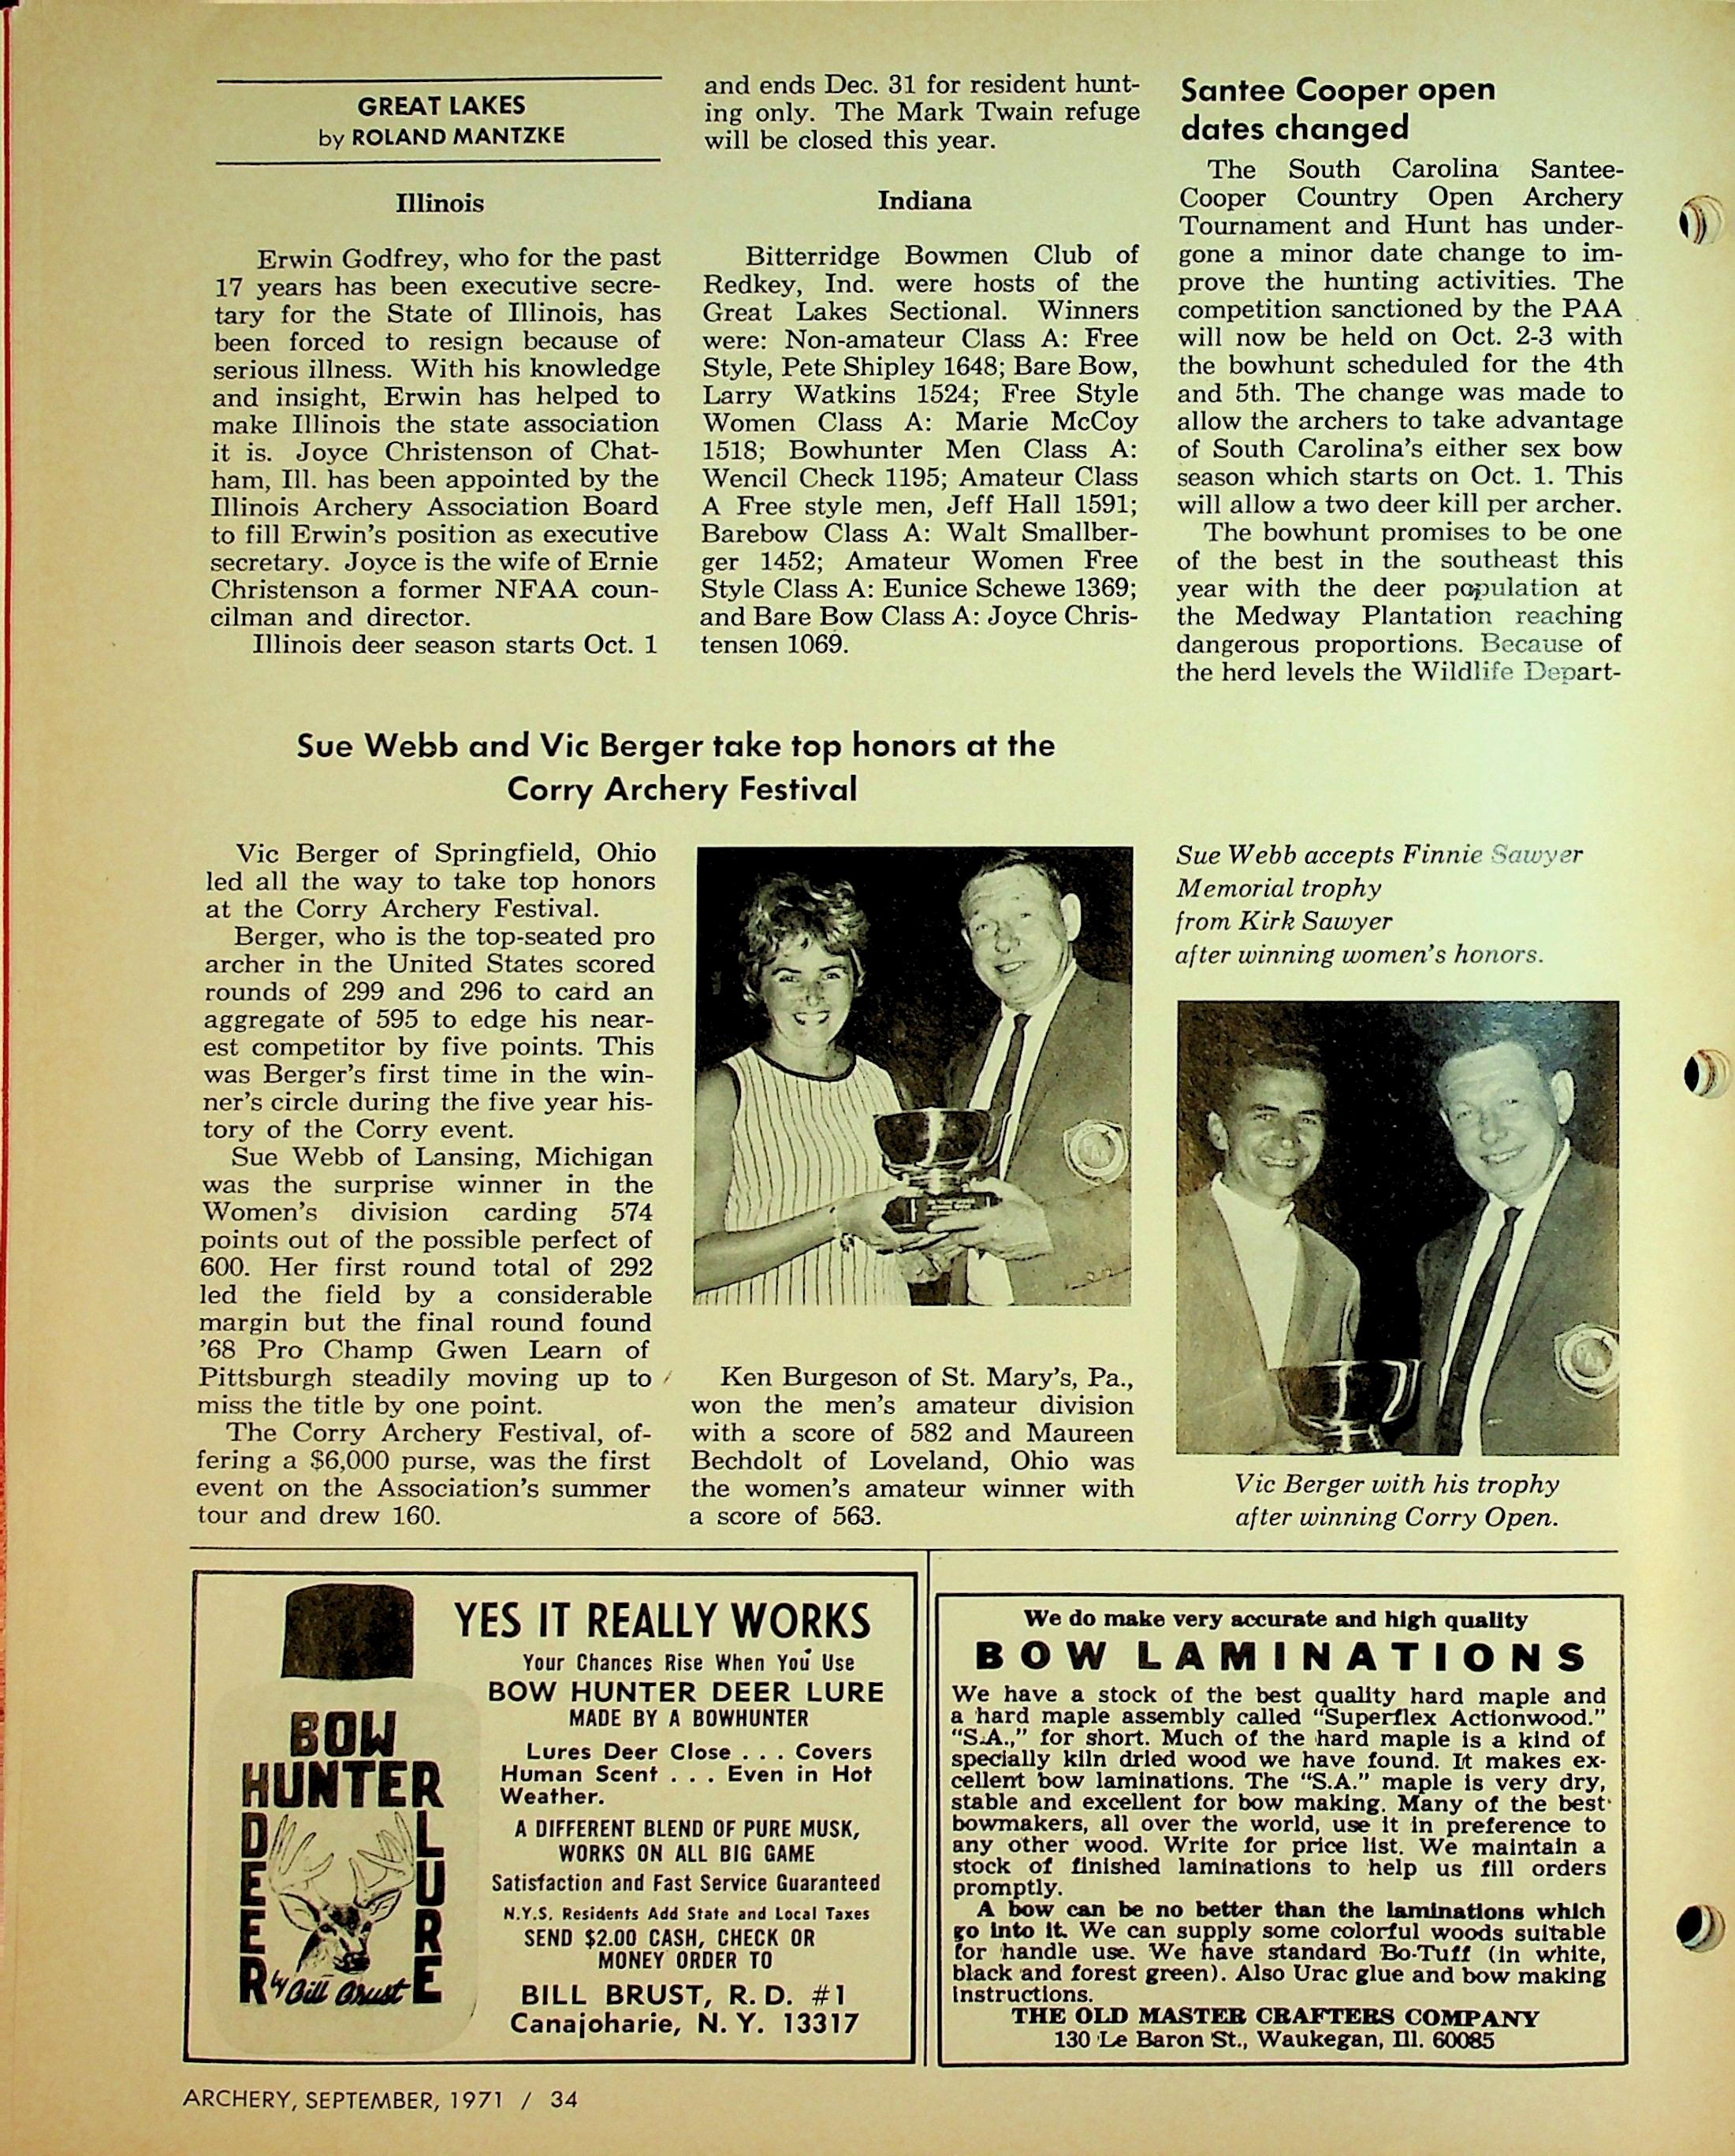 GREAT LAKES
by ROLAND MANTZKE
Illinois
Erwin Godfrey, who for the past
17 years has been executive secre-
tary for the State of Illinois, has
been forced to resign because of
serious illness. With his knowledge
and insight, Erwin has helped to
make Illinois the state association
it is. Joyce Christenson of Chat-
ham, Ill. has been appointed by the
Illinois Archery Association Board
to fill Erwin's position as executive
secretary. Joyce is the wife of Ernie
Christenson a former NFAA coun-
cilman and director.
Illinois deer season starts Oct. 1
and ends Dec. 31 for resident hunt-
ing only. The Mark Twain refuge
will be closed this year.
Indiana
Bitterridge Bowmen Club of
Redkey, Ind. were hosts of the
Great Lakes Sectional. Winners
were: Non-amateur Class A: Free
Style, Pete Shipley 1648; Bare Bow,
Larry Watkins 1524; Free Style
Women Class A: Marie McCoy
1518; Bowhunter Men Class A:
Wencil Check 1195; Amateur Class
A Free style men, Jeff Hall 1591;
Barebow Class A: Walt Smallber-
ger 1452; Amateur Women Free
Style Class A: Eunice Schewe 1369;
and Bare Bow Class A: Joyce Chris-
tensen 1069.
Santee Cooper open
dates changed
The South Carolina Santee-
Cooper Country Open Archery
Tournament and Hunt has under-
gone a minor date change to im-
prove the hunting activities. The
competition sanctioned by the PAA
will now be held on Oct. 2-3 with
the bowhunt scheduled for the 4th
and 5th. The change was made to
allow the archers to take advantage
of South Carolina's either sex bow
season which starts on Oct. 1. This
will allow a two deer kill per archer.
The bowhunt promises to be one
of the best in the southeast this
year with the deer population at
the Medway Plantation reaching
dangerous proportions. Because of
the herd levels the Wildlife Depart-
Sue Webb and Vic Berger take top honors at the
Corry Archery Festival
Vic Berger of Springfield, Ohio
led all the way to take top honors
at the Corry Archery Festival.
Berger, who is the top-seated pro
archer in the United States scored
rounds of 299 and 296 to card an
aggregate of 595 to edge his near-
est competitor by five points. This
was Berger's first time in the win-
ner's circle during the five year his-
tory of the Corry event.
Sue Webb of Lansing, Michigan
was the surprise winner in the
Women's division carding 574
points out of the possible perfect of
600. Her first round total of 292
led the field by a considerable
margin but the final round found
'68 Pro Champ Gwen Learn of
Pittsburgh steadily moving up to
miss the title by one point.
The Corry Archery Festival, of-
fering a $6,000 purse, was the first
event on the Association's summer
tour and drew 160.
Ken Burgeson of St. Mary's, Pa.,
won the men's amateur division
with a score of 582 and Maureen
Bechdolt of Loveland, Ohio was
the women's amateur winner with
a score of 563.
Sue Webb accepts Finnie Sawyer
Memorial trophy
from Kirk Sawyer
after winning women's honors.
Vic Berger with his trophy
after winning Corry Open.
BOW
HUNTER
DEER
LURE
by Bill Brust
YES IT REALLY WORKS
Your Chances Rise When You Use
BOW HUNTER DEER LURE
MADE BY A BOWHUNTER
Lures Deer Close . . . Covers
Human Scent . . . Even in Hot
Weather.
A DIFFERENT BLEND OF PURE MUSK,
WORKS ON ALL BIG GAME
Satisfaction and Fast Service Guaranteed
N.Y.S. Residents Add State and Local Taxes
SEND $2.00 CASH, CHECK OR
MONEY ORDER TO
BILL BRUST, R.D. #1
Canajoharie, N.Y. 13317
We do make very accurate and high quality
BOW LAMINATIONS
We have a stock of the best quality hard maple and
a hard maple assembly called "Superflex Actionwood."
"S.A.," for short. Much of the hard maple is a kind of
specially kiln dried wood we have found. It makes ex-
cellent bow laminations. The "S.A." maple is very dry,
stable and excellent for bow making. Many of the best
bowmakers, all over the world, use it in preference to
any other wood. Write for price list. We maintain a
stock of finished laminations to help us fill orders
promptly.
A bow can be no better than the laminations which
go into it. We can supply some colorful woods suitable
for handle use. We have standard Bo-Tuff (in white,
black and forest green). Also Urac glue and bow making
instructions.
THE OLD MASTER CRAFTERS COMPANY
130 Le Baron St., Waukegan, Ill. 60085
ARCHERY, SEPTEMBER, 1971 / 34